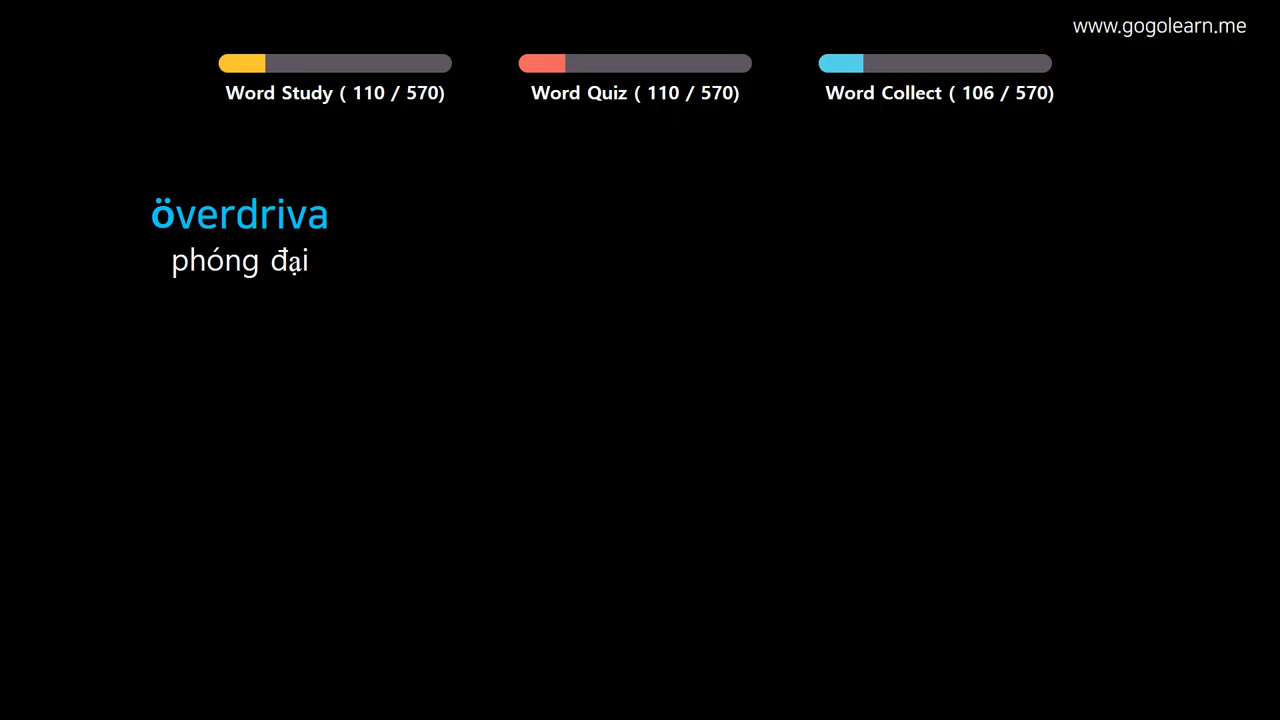 www.gogolearn.me
Word Study ( 110 / 570)
Word Quiz ( 110 / 570)
Word Collect ( 106 / 570)
överdriva
phóng đại